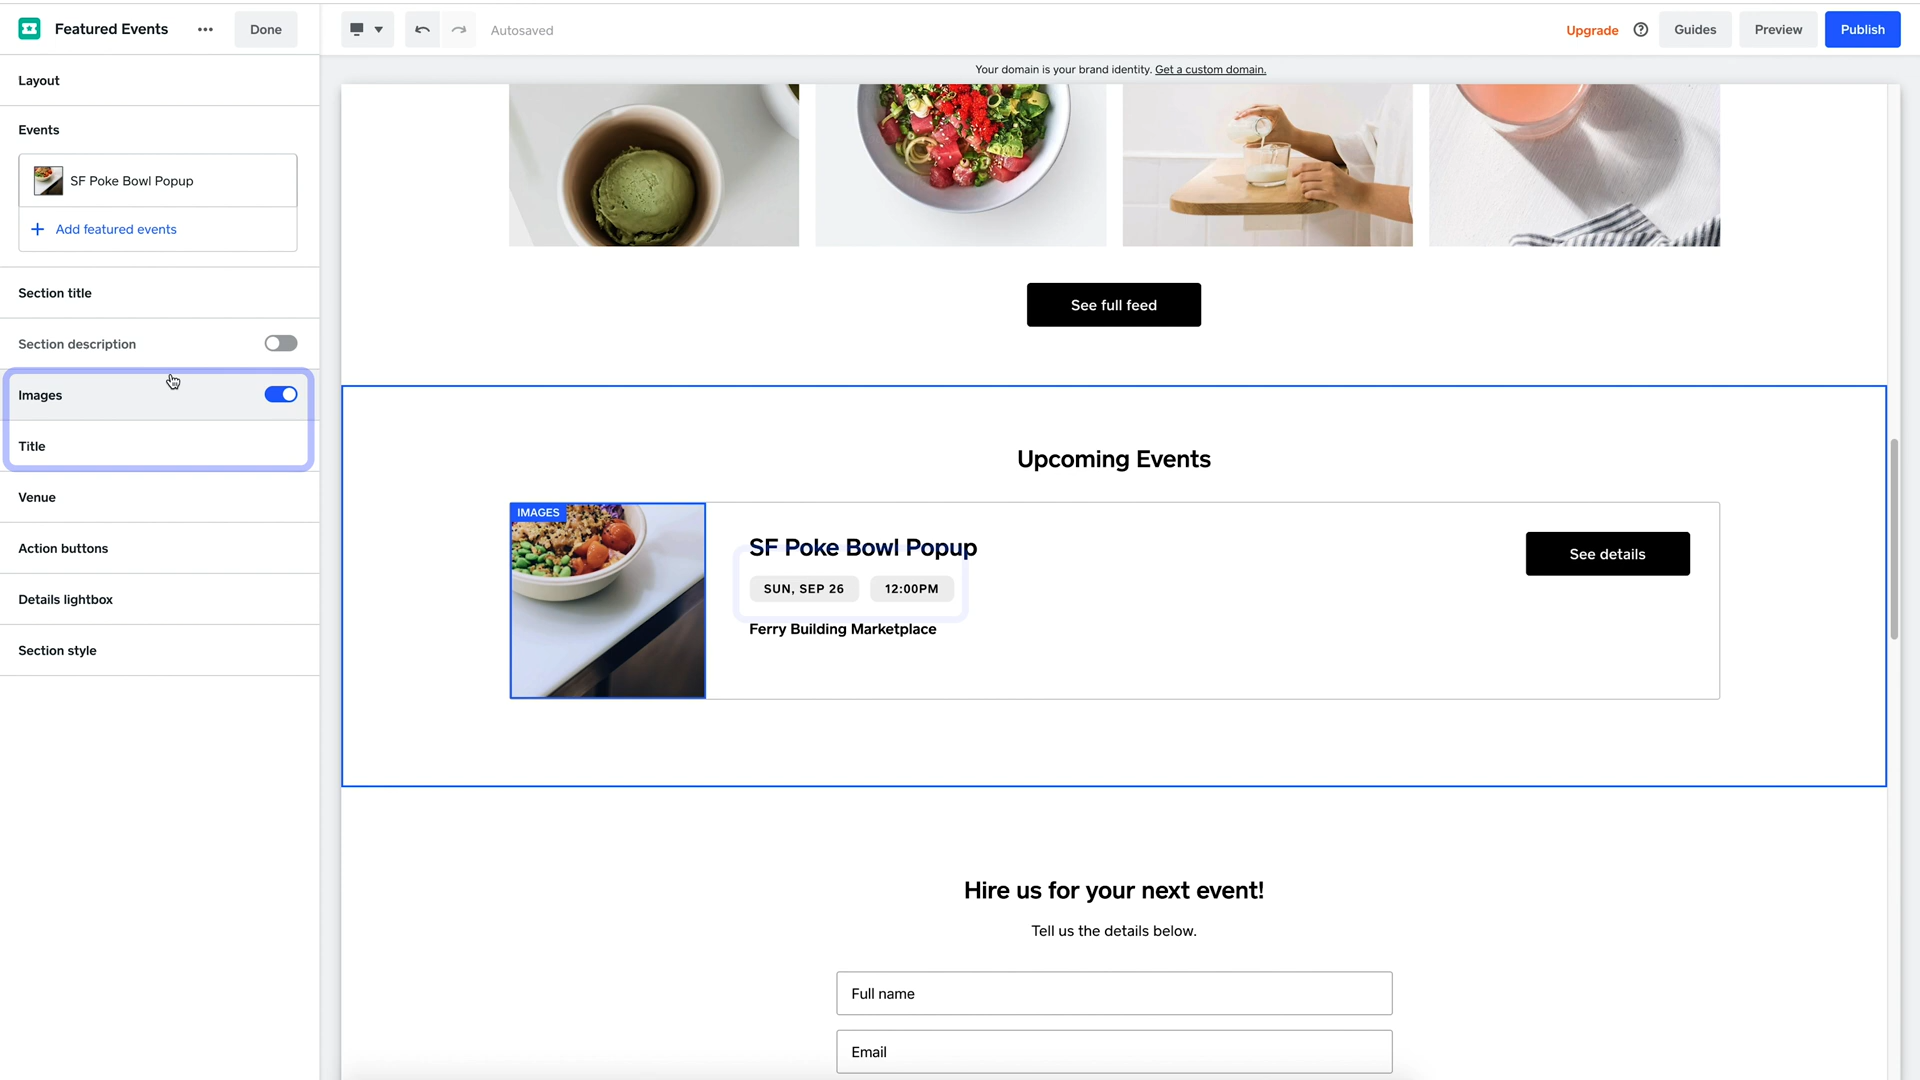 Featured Events
Done
Autosaved
Upgrade
Guides
Preview
Publish
Layout
Events
SF Poke Bowl Popup
Add featured events
Section title
Section description
Images
Title
Venue
Action buttons
Details lightbox
Section style
Your domain is your brand identity. Get a custom domain.
See full feed
Upcoming Events
IMAGES
SF Poke Bowl Popup
SUN, SEP 26 12:00PM
Ferry Building Marketplace
See details
Hire us for your next event!
Tell us the details below.
Full name
Email